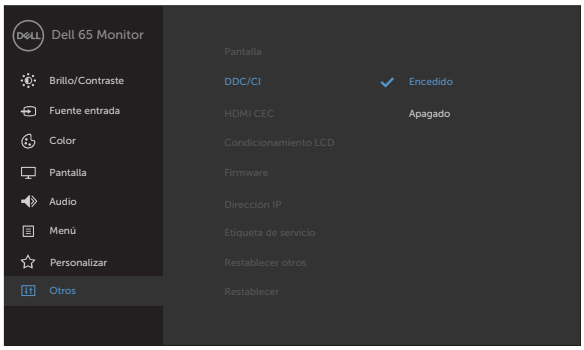 DELL Dell 65 Monitor
Brillo/Contraste
Fuente entrada
Color
Pantalla
Audio
Menú
Personalizar
Otros
Pantalla
DDC/CI Encedido
HDMI CEC Apagado
Condicionamiento LCD
Firmware
Dirección IP
Etiqueta de servicio
Restablecer otros
Restablecer